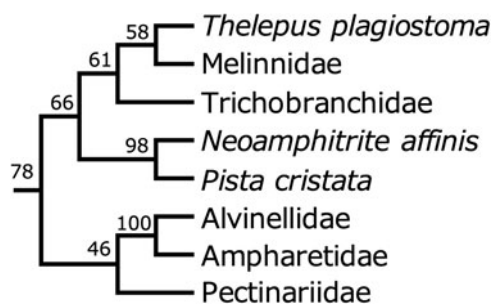 58 Thelepus plagiostoma
61 Melinnidae
66 Trichobranchidae
98 Neoamphitrite affinis
78 Pista cristata
100 Alvinellidae
46 Ampharetidae
Pectinariidae